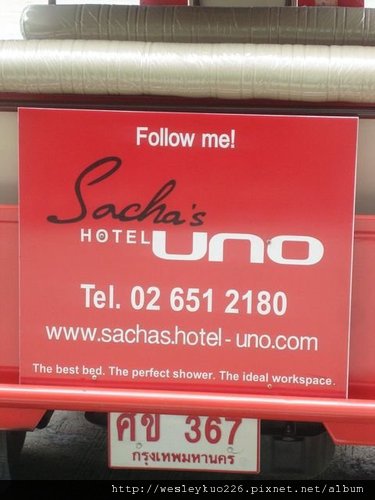 Follow me!
Sacha's
HOTEL UNO
Tel. 02 651 2180
www.sachas.hotel-uno.com
The best bed. The perfect shower. The ideal workspace.
ศข 367
กรุงเทพมหานคร
http://wesleykuo226.pixnet.net/album